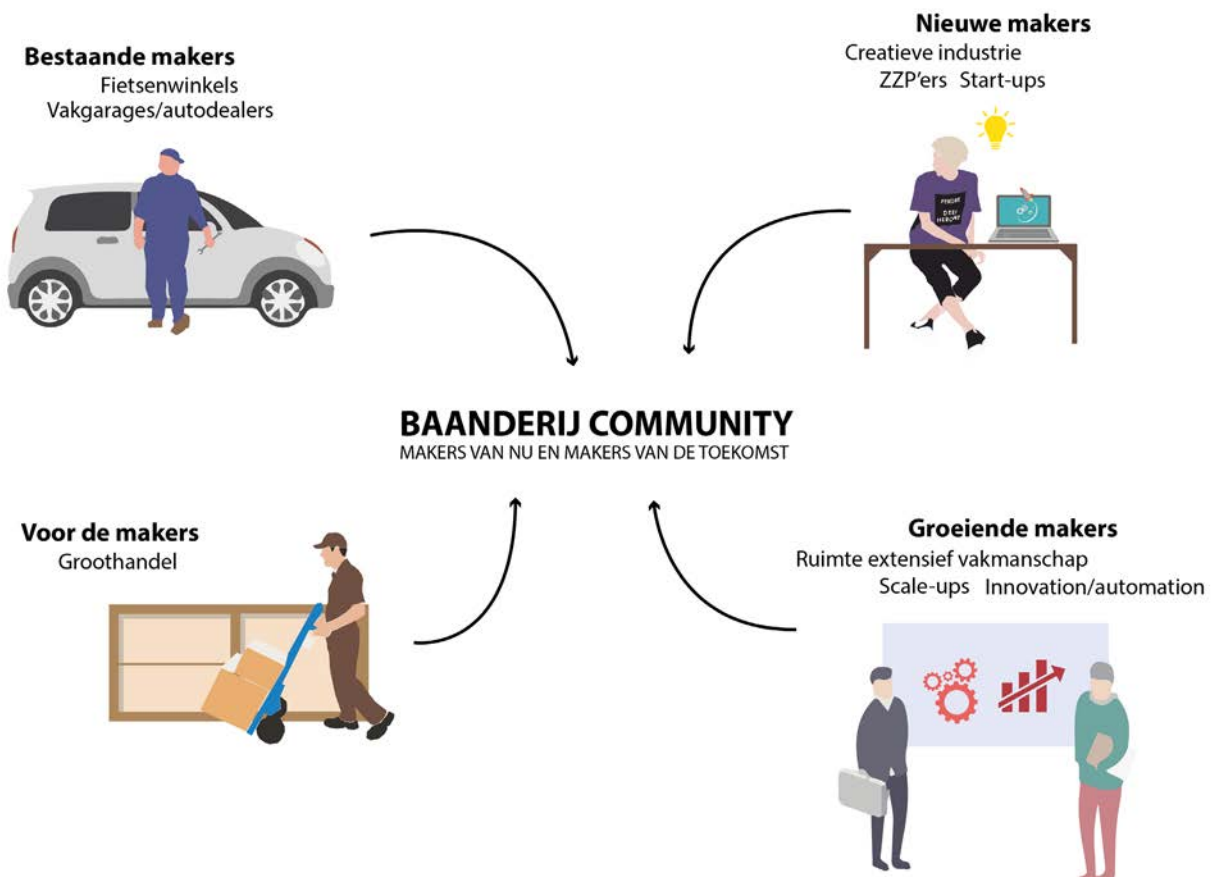 Bestaande makers
Fietsenwinkels
Vakgarages/autodealers
Nieuwe makers
Creatieve industrie
ZZP'ers Start-ups
BAANDERIJ COMMUNITY
MAKERS VAN NU EN MAKERS VAN DE TOEKOMST
Voor de makers
Groothandel
Groeiende makers
Ruimte extensief vakmanschap
Scale-ups Innovation/automation